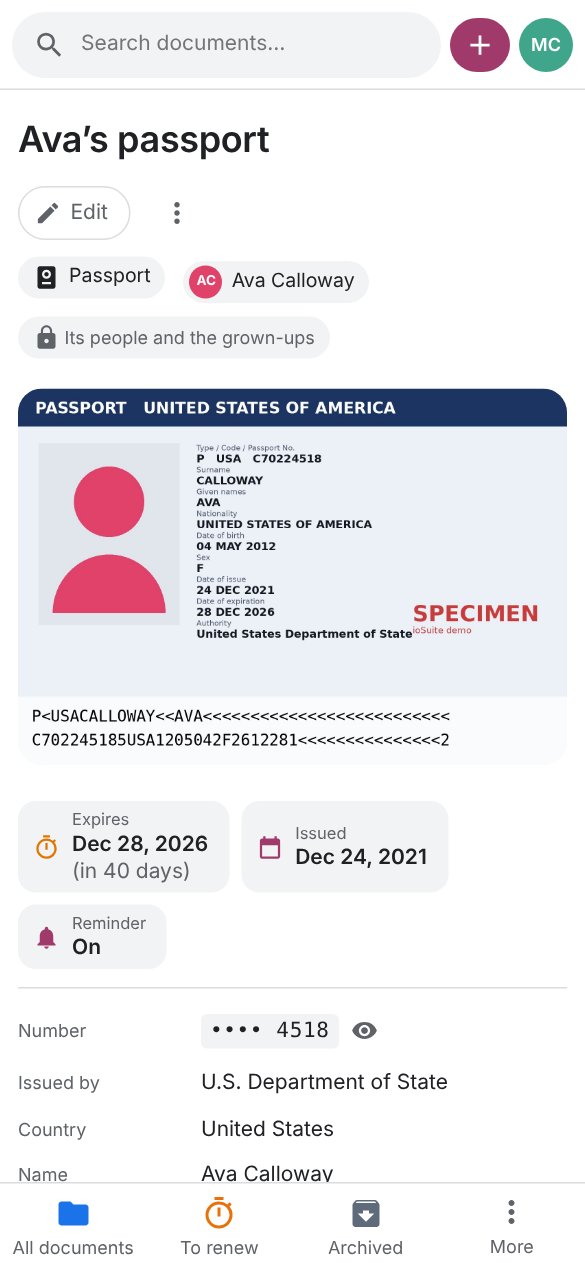 Search documents...
MC
Ava’s passport
Edit
Passport
AC Ava Calloway
Its people and the grown-ups
PASSPORT UNITED STATES OF AMERICA
Type / Code / Passport No.
P USA C70224518
Surname
CALLOWAY
Given names
AVA
Nationality
UNITED STATES OF AMERICA
Date of birth
04 MAY 2012
Sex
F
Date of issue
24 DEC 2021
Date of expiration
28 DEC 2026
Authority
United States Department of State
SPECIMEN
ioSuite demo
P<USACALLOWAY<<AVA<<<<<<<<<<<<<<<<<<<<<<<<<<
C702245185USA1205042F2612281<<<<<<<<<<<<<<<2
Expires
Dec 28, 2026
(in 40 days)
Issued
Dec 24, 2021
Reminder
On
Number
•••• 4518
Issued by
U.S. Department of State
Country
United States
Name
Ava Calloway
All documents
To renew
Archived
More